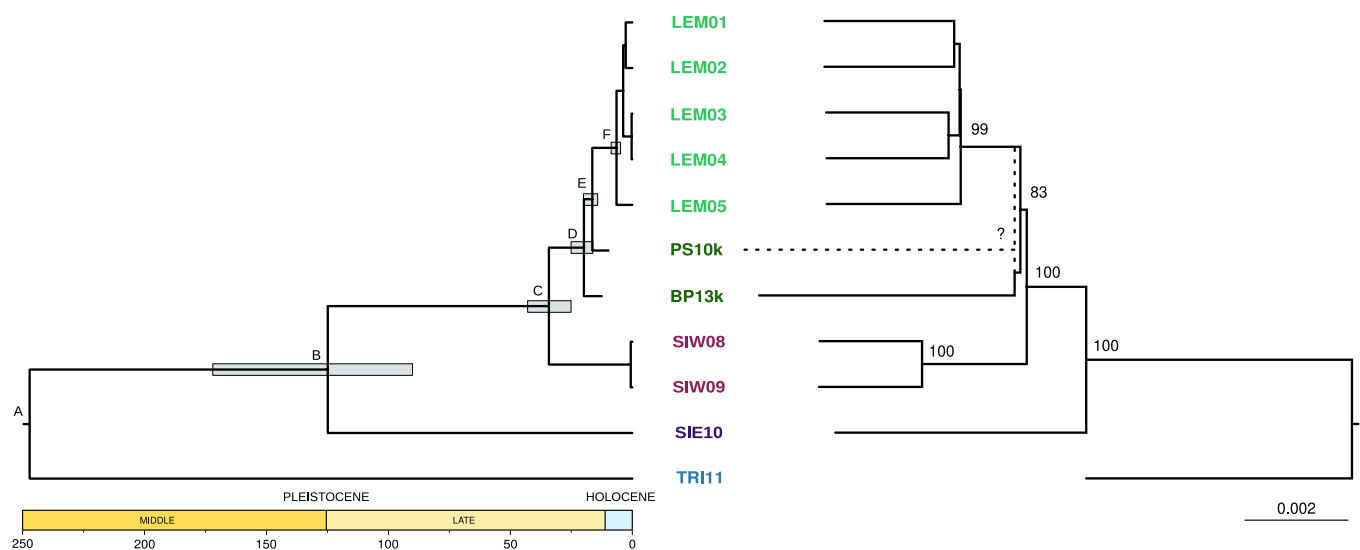 LEM01
LEM02
LEM03
99
F
LEM04
E
83
LEM05
?
D
PS10k
100
C
BP13k
SIW08
B
100
100
SIW09
A
SIE10
TRI11
PLEISTOCENE
HOLOCENE
0.002
MIDDLE
LATE
250
200
150
100
50
0